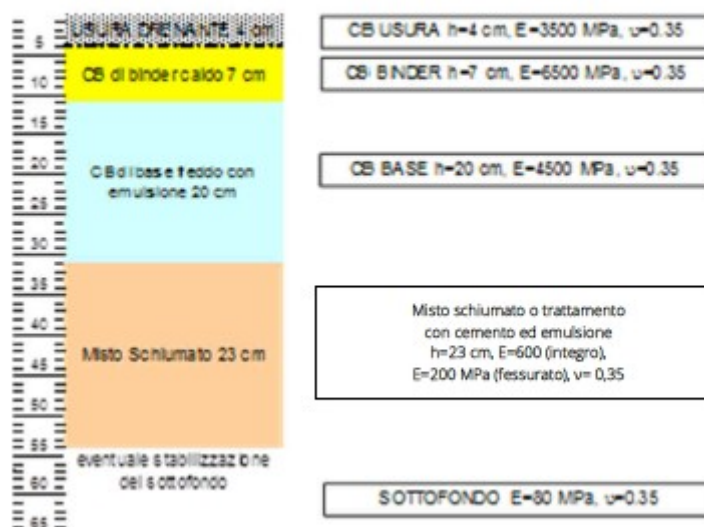 USURA DRENANTE 4 cm
CB di binder caldo 7 cm
CB di base freddo con
emulsione 20 cm
Misto Schiumato 23 cm
eventuale stabilizzazione
del sottofondo
5
10
15
20
25
30
35
40
45
50
55
60
65
CB USURA h=4 cm, E=3500 MPa, υ=0.35
CB BINDER h=7 cm, E=6500 MPa, υ=0.35
CB BASE h=20 cm, E=4500 MPa, υ=0.35
Misto schiumato o trattamento
con cemento ed emulsione
h=23 cm, E=600 (integro),
E=200 MPa (fessurato), υ= 0,35
SOTTOFONDO E=80 MPa, υ=0.35